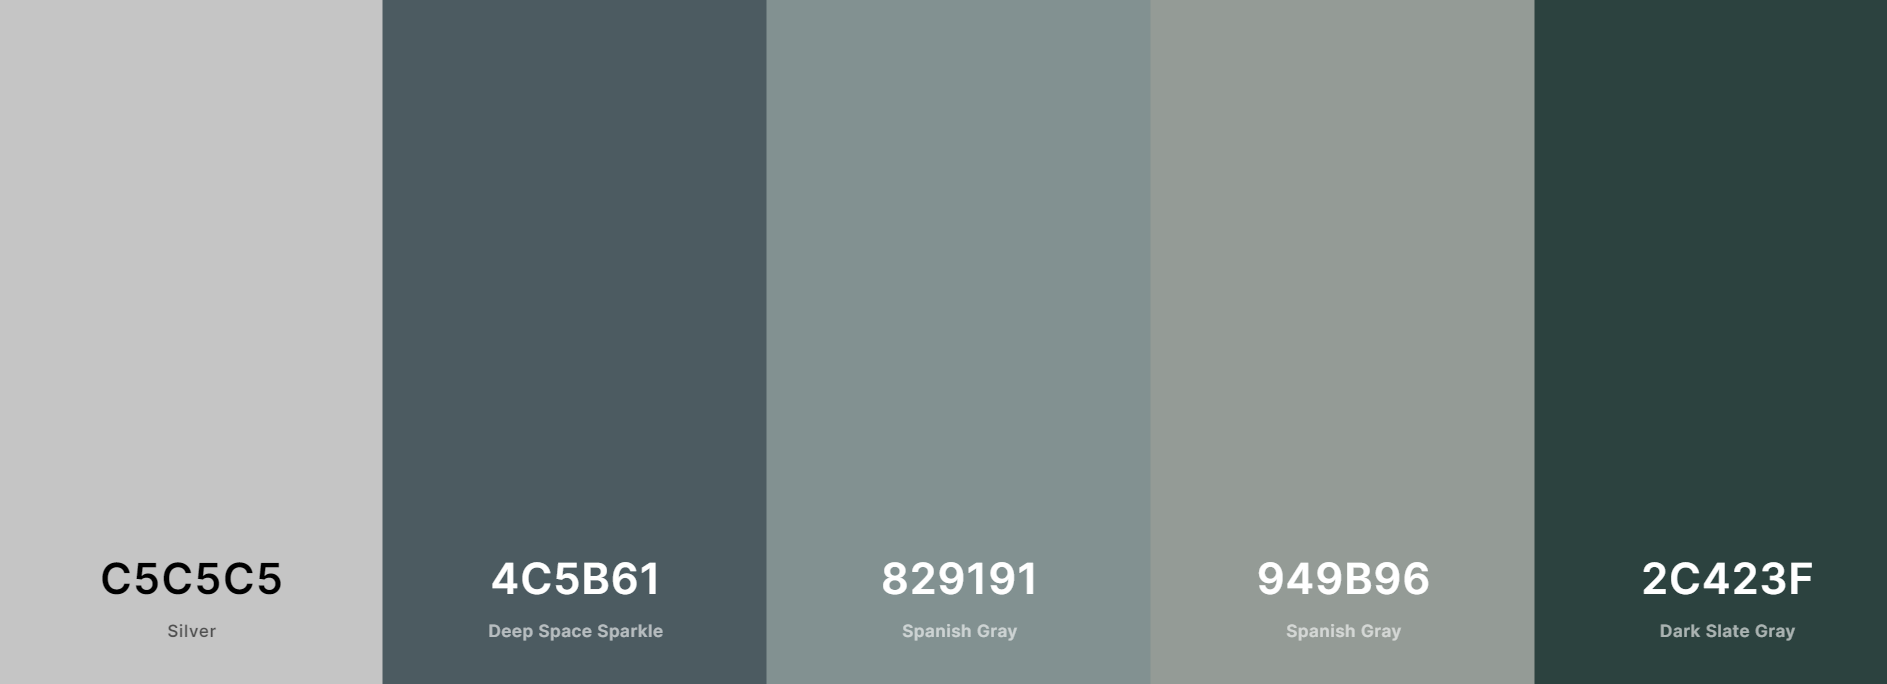 C5C5C5
Silver
4C5B61
Deep Space Sparkle
829191
Spanish Gray
949B96
Spanish Gray
2C423F
Dark Slate Gray